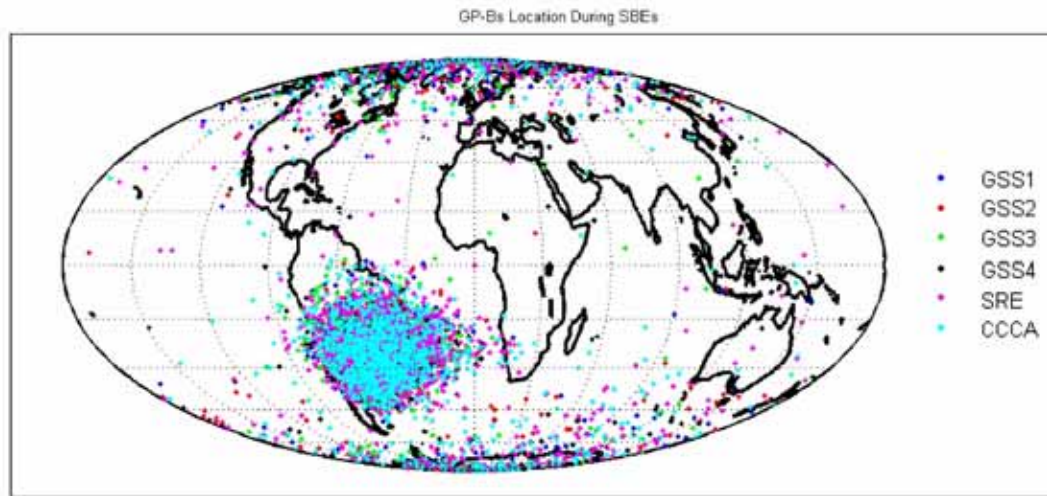 GP-Bs Location During SBEs
GSS1
GSS2
GSS3
GSS4
SRE
CCCA